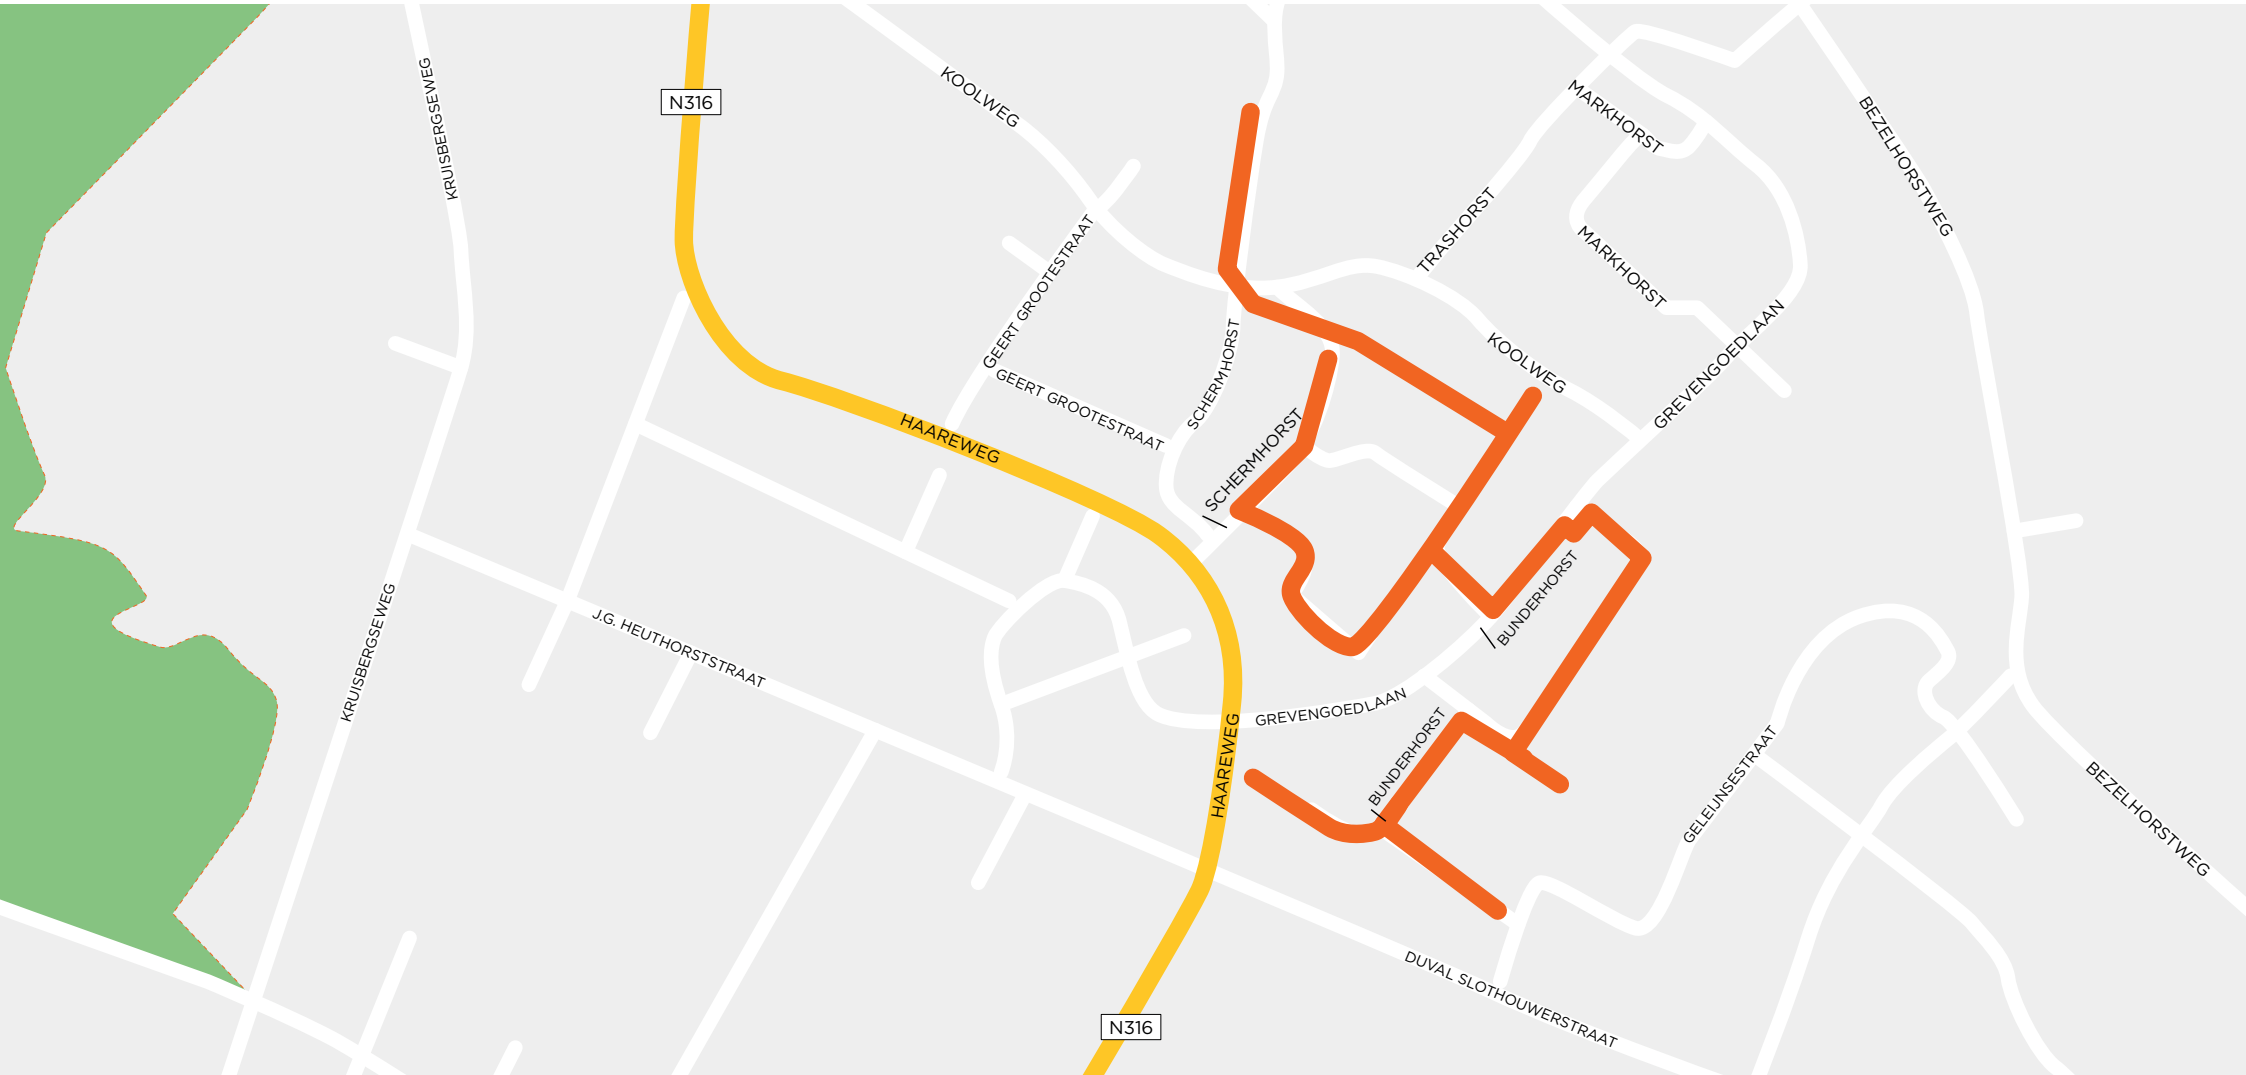 KRUISBERGSEWEG
N316
KOOLWEG
MARKHORST
BEZELHORSTWEG
TRASHORST
MARKHORST
GEERT GROOTESTRAAT
GEERT GROOTESTRAAT
SCHERMHORST
KOOLWEG
GREVENGOEDLAAN
HAAREWEG
SCHERMHORST
BUNDERHORST
KRUISBERGSEWEG
J.G. HEUTHORSTSTRAAT
GREVENGOEDLAAN
HAAREWEG
BUNDERHORST
GELEIJNSESTRAAT
BEZELHORSTWEG
DUVAL SLOTHOUWERSTRAAT
N316